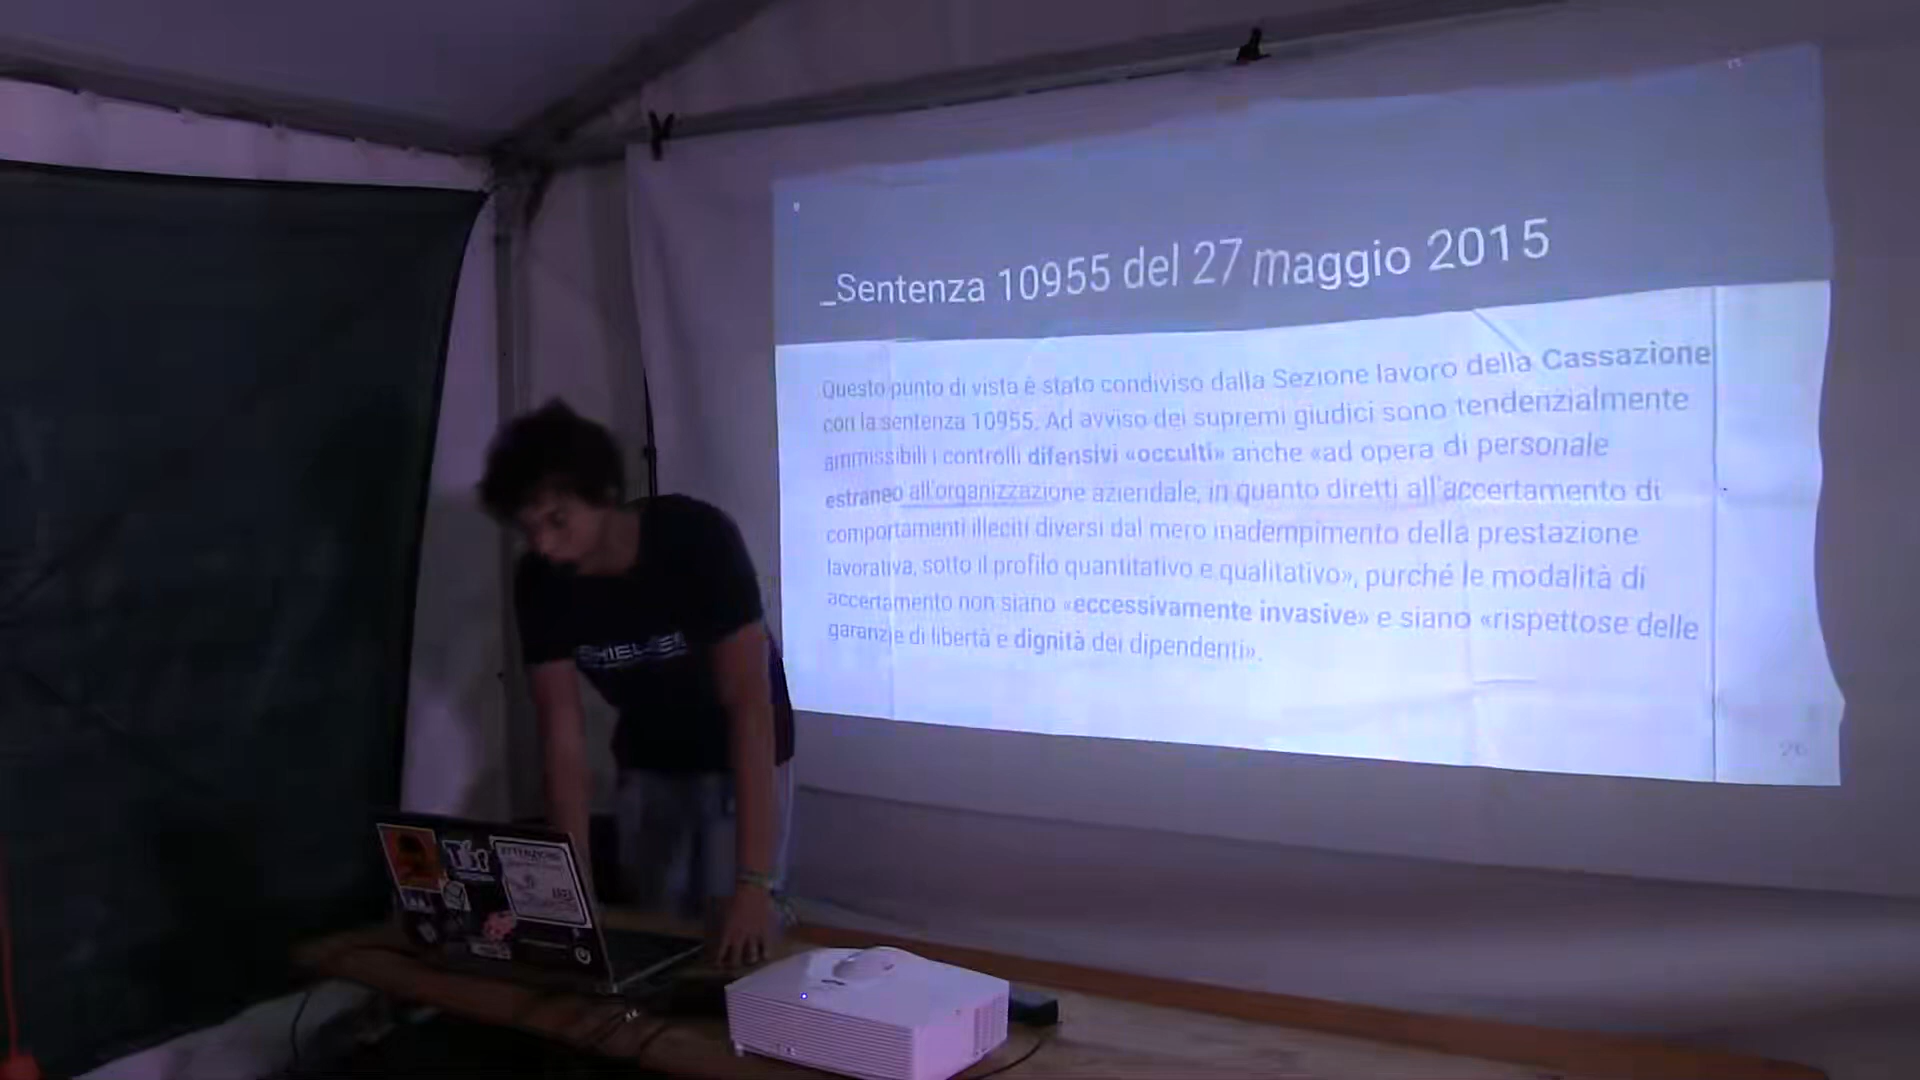 _Sentenza 10955 del 27 maggio 2015
Questo punto di vista è stato condiviso dalla Sezione lavoro della Cassazione
con la sentenza 10955. Ad avviso dei supremi giudici sono tendenzialmente
ammissibili i controlli difensivi «occulti» anche «ad opera di personale
estraneo all'organizzazione aziendale, in quanto diretti all'accertamento di
comportamenti illeciti diversi dal mero inadempimento della prestazione
lavorativa, sotto il profilo quantitativo e qualitativo», purché le modalità di
accertamento non siano «eccessivamente invasive» e siano «rispettose delle
garanzie di libertà e dignità dei dipendenti».
26
Tor